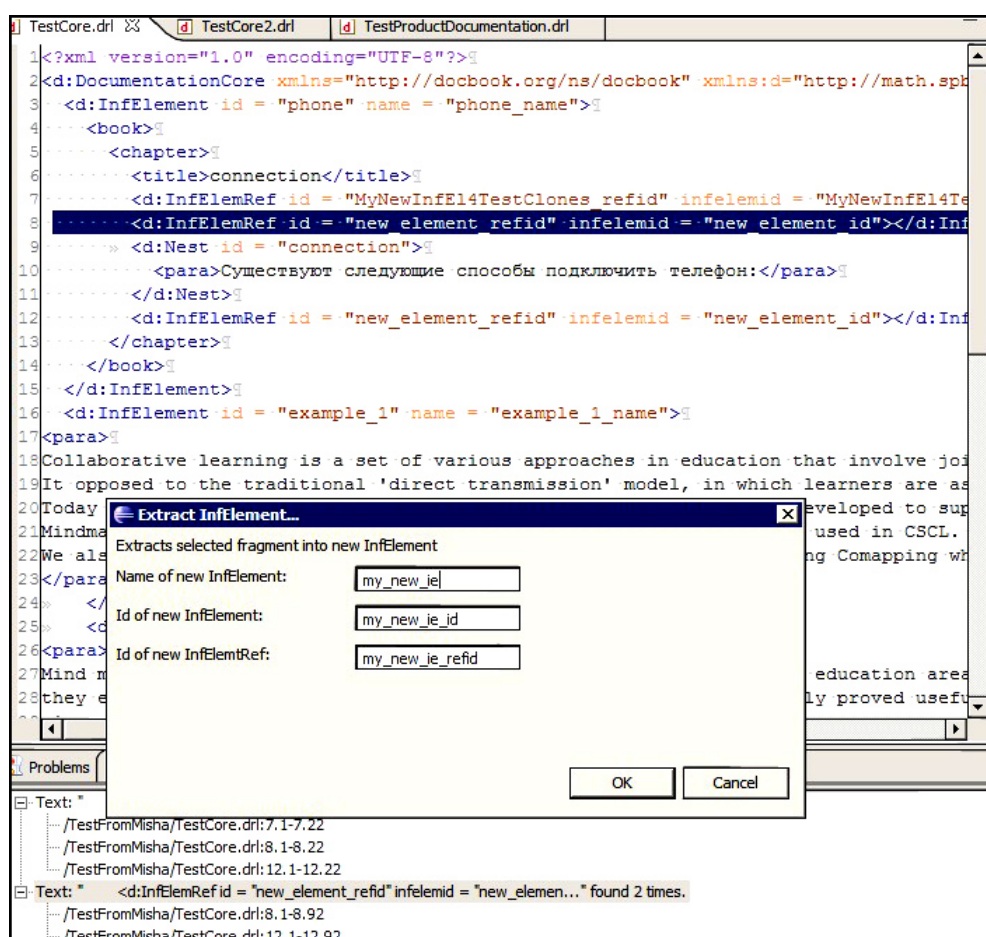 TestCore.drl TestCore2.drl TestProductDocumentation.drl
1<?xml version="1.0" encoding="UTF-8"?>
2<d:DocumentationCore xmlns="http://docbook.org/ns/docbook" xmlns:d="http://math.spb
3 <d:InfElement id = "phone" name = "phone_name">
4 <book>
5 <chapter>
6 <title>connection</title>
7 <d:InfElemRef id = "MyNewInfEl4TestClones_refid" infelemid = "MyNewInfEl4Te
8 <d:InfElemRef id = "new_element_refid" infelemid = "new_element_id"></d:Inf
9 <d:Nest id = "connection">
10 <para>Существуют следующие способы подключить телефон:</para>
11 </d:Nest>
12 <d:InfElemRef id = "new_element_refid" infelemid = "new_element_id"></d:Inf
13 </chapter>
14 </book>
15 </d:InfElement>
16 <d:InfElement id = "example_1" name = "example_1_name">
17<para>
18Collaborative learning is a set of various approaches in education that involve joi
19It opposed to the traditional 'direct transmission' model, in which learners are as
20Today eveloped to sup
21Mindma used in CSCL.
22We als ng Comapping wh
23</para
24 </
25 <d
26<para>
27Mind m education area
28they e ly proved usefu
Extract InfElement...
Extracts selected fragment into new InfElement
Name of new InfElement: my_new_ie
Id of new InfElement: my_new_ie_id
Id of new InfElemtRef: my_new_ie_refid
OK Cancel
Problems
Text: "
/TestFromMisha/TestCore.drl:7.1-7.22
/TestFromMisha/TestCore.drl:8.1-8.22
/TestFromMisha/TestCore.drl:12.1-12.22
Text: " <d:InfElemRef id = "new_element_refid" infelemid = "new_elemen..." found 2 times.
/TestFromMisha/TestCore.drl:8.1-8.92
/TestFromMisha/TestCore.drl:12.1-12.92